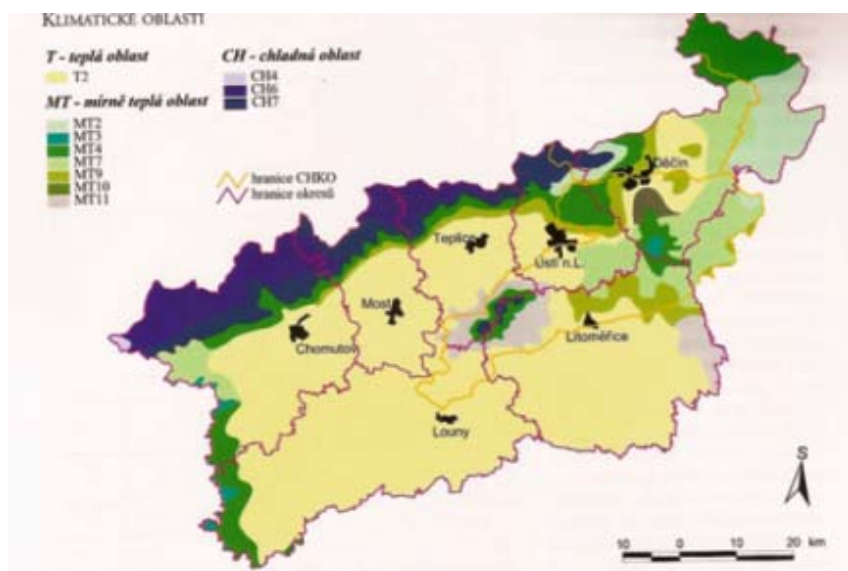 KLIMATICKÉ OBLASTI
T - teplá oblast
T2
MT - mírně teplá oblast
MT2
MT3
MT4
MT7
MT9
MT10
MT11
CH - chladná oblast
CH4
CH6
CH7
hranice CHKO
hranice okresů
Děčín
Teplice
Ústí n.L.
Most
Chomutov
Litoměřice
Louny
S
10 0 10 20 km